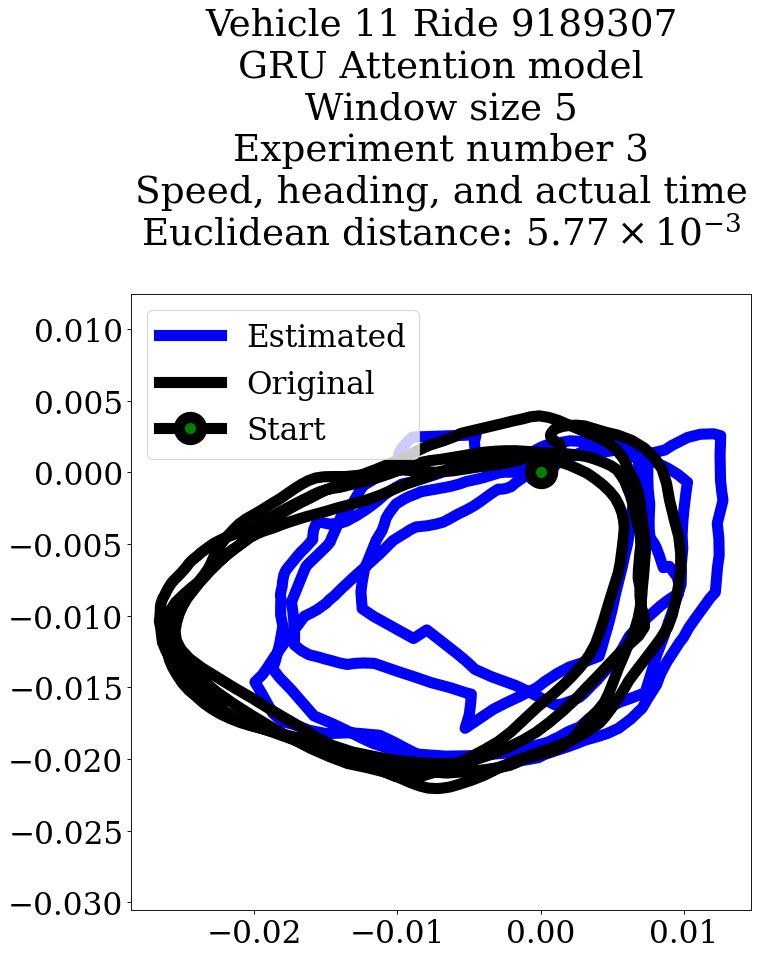 Vehicle 11 Ride 9189307
GRU Attention model
Window size 5
Experiment number 3
Speed, heading, and actual time
Euclidean distance: 5.77 × 10⁻³
Estimated
Original
Start
0.010
0.005
0.000
−0.005
−0.010
−0.015
−0.020
−0.025
−0.030
−0.02 −0.01 0.00 0.01